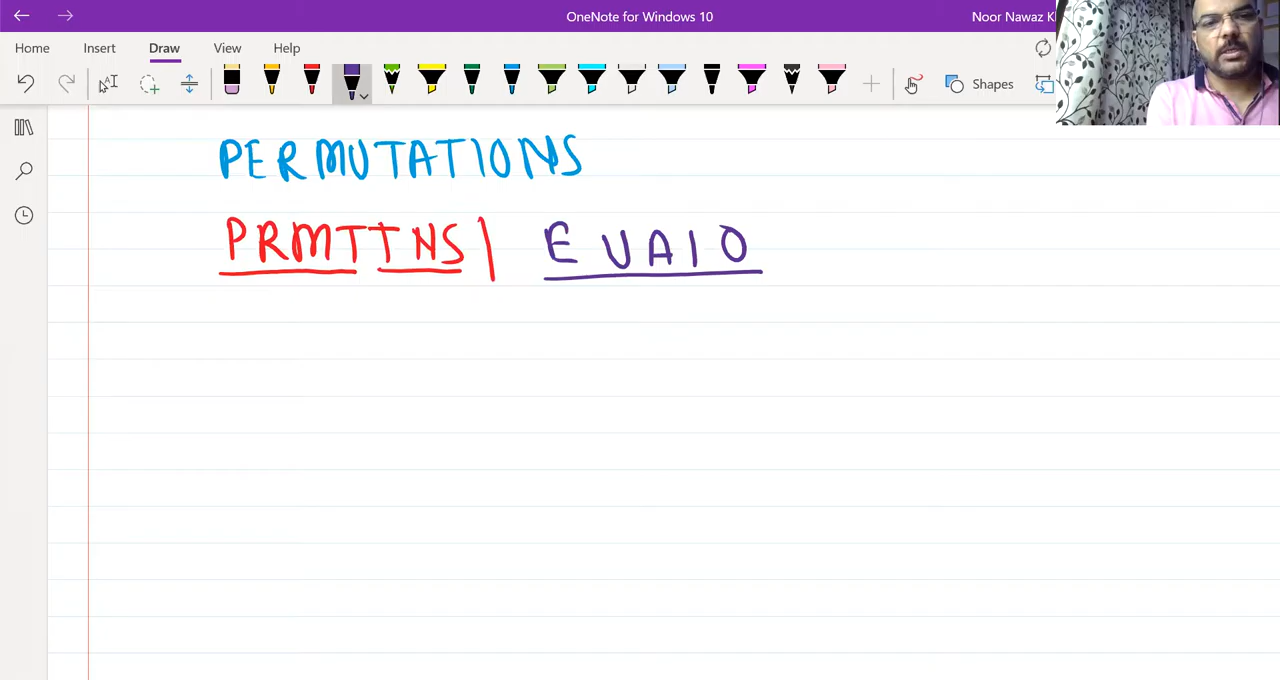 OneNote for Windows 10
Noor Nawaz K
Home Insert Draw View Help
Shapes
PERMUTATIONS
PRMTTNS| EUAIO